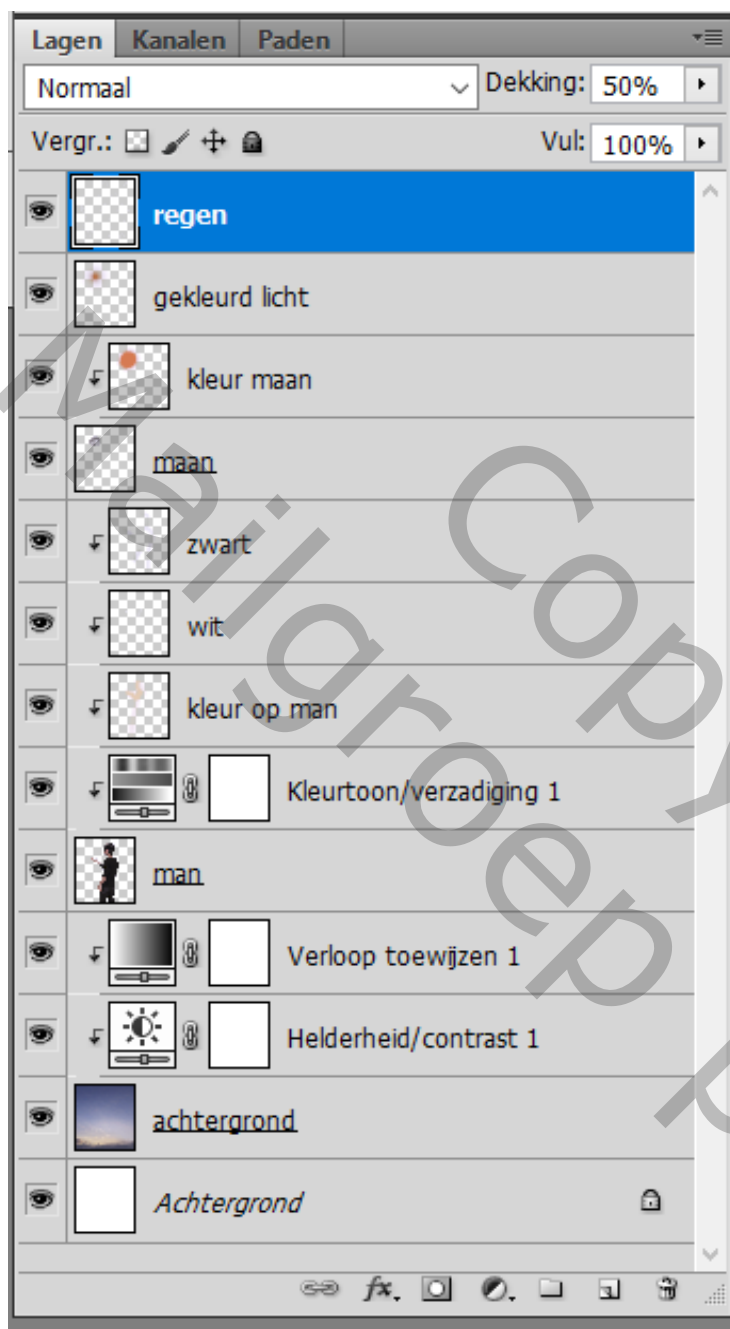 Lagen Kanalen Paden
Normaal Dekking: 50%
Vergr.: Vul: 100%
regen
gekleurd licht
kleur maan
maan
zwart
wit
kleur op man
Kleurtoon/verzadiging 1
man
Verloop toewijzen 1
Helderheid/contrast 1
achtergrond
Achtergrond
fx.
Mailgroep
Copy